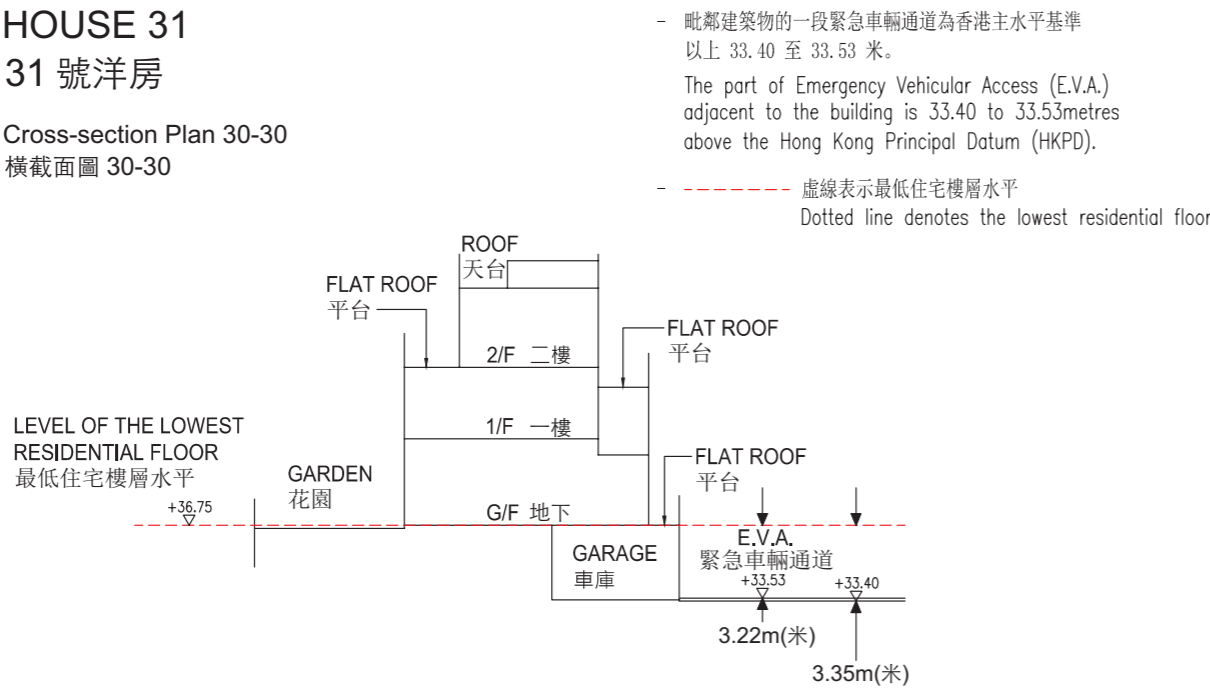 HOUSE 31
31 號洋房
Cross-section Plan 30-30
橫截面圖 30-30
- 毗鄰建築物的一段緊急車輛通道為香港主水平基準
以上 33.40 至 33.53 米。
The part of Emergency Vehicular Access (E.V.A.)
adjacent to the building is 33.40 to 33.53metres
above the Hong Kong Principal Datum (HKPD).
- ------- 虛線表示最低住宅樓層水平
Dotted line denotes the lowest residential floor
ROOF
天台
FLAT ROOF
平台
FLAT ROOF
平台
2/F 二樓
1/F 一樓
LEVEL OF THE LOWEST
RESIDENTIAL FLOOR
最低住宅樓層水平
+36.75
GARDEN
花園
FLAT ROOF
平台
G/F 地下
GARAGE
車庫
E.V.A.
緊急車輛通道
+33.53
+33.40
3.22m(米)
3.35m(米)